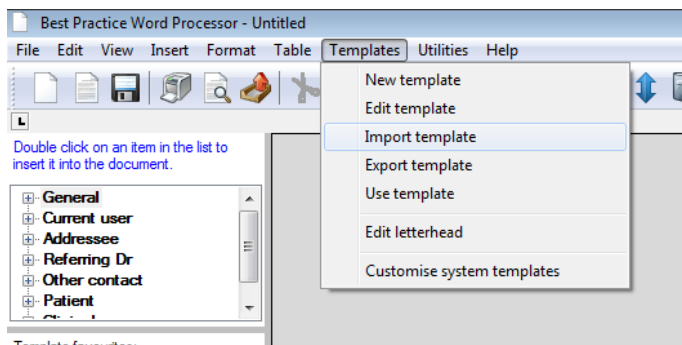 Best Practice Word Processor - Untitled
File Edit View Insert Format Table Templates Utilities Help
New template
Edit template
Import template
Export template
Use template
Edit letterhead
Customise system templates
L
Double click on an item in the list to
insert it into the document.
General
Current user
Addressee
Referring Dr
Other contact
Patient